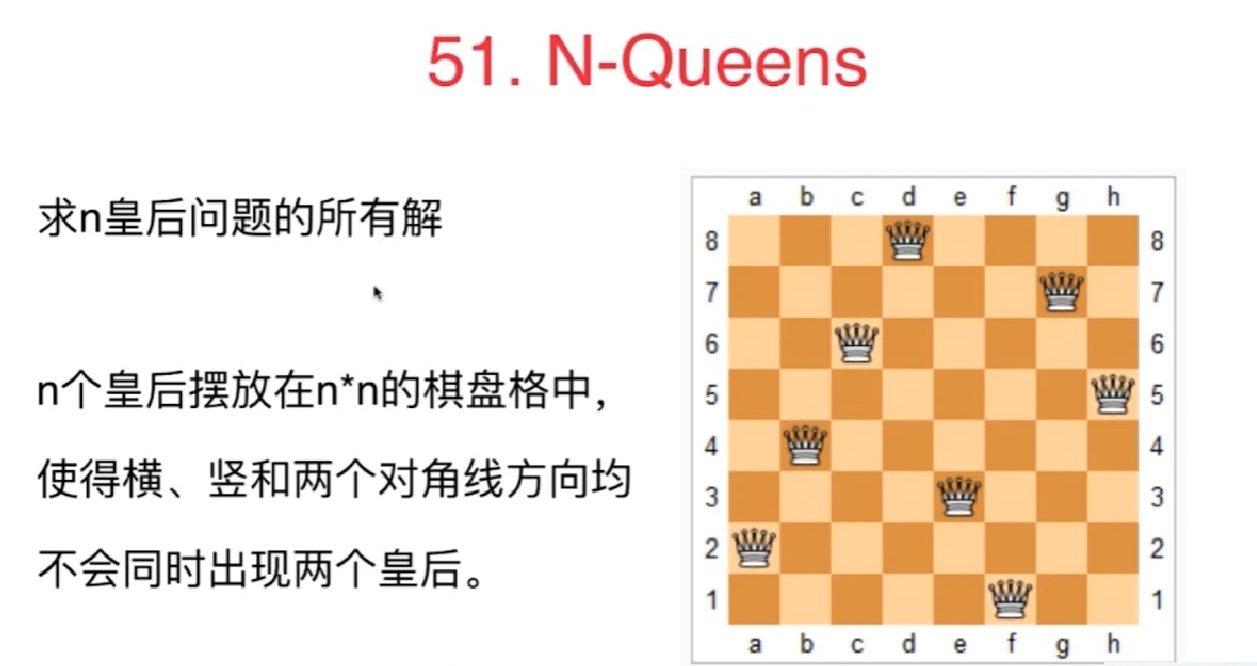 51. N-Queens
求n皇后问题的所有解
n个皇后摆放在n*n的棋盘格中，
使得横、竖和两个对角线方向均
不会同时出现两个皇后。
a b c d e f g h
8 8
7 7
6 6
5 5
4 4
3 3
2 2
1 1
a b c d e f g h